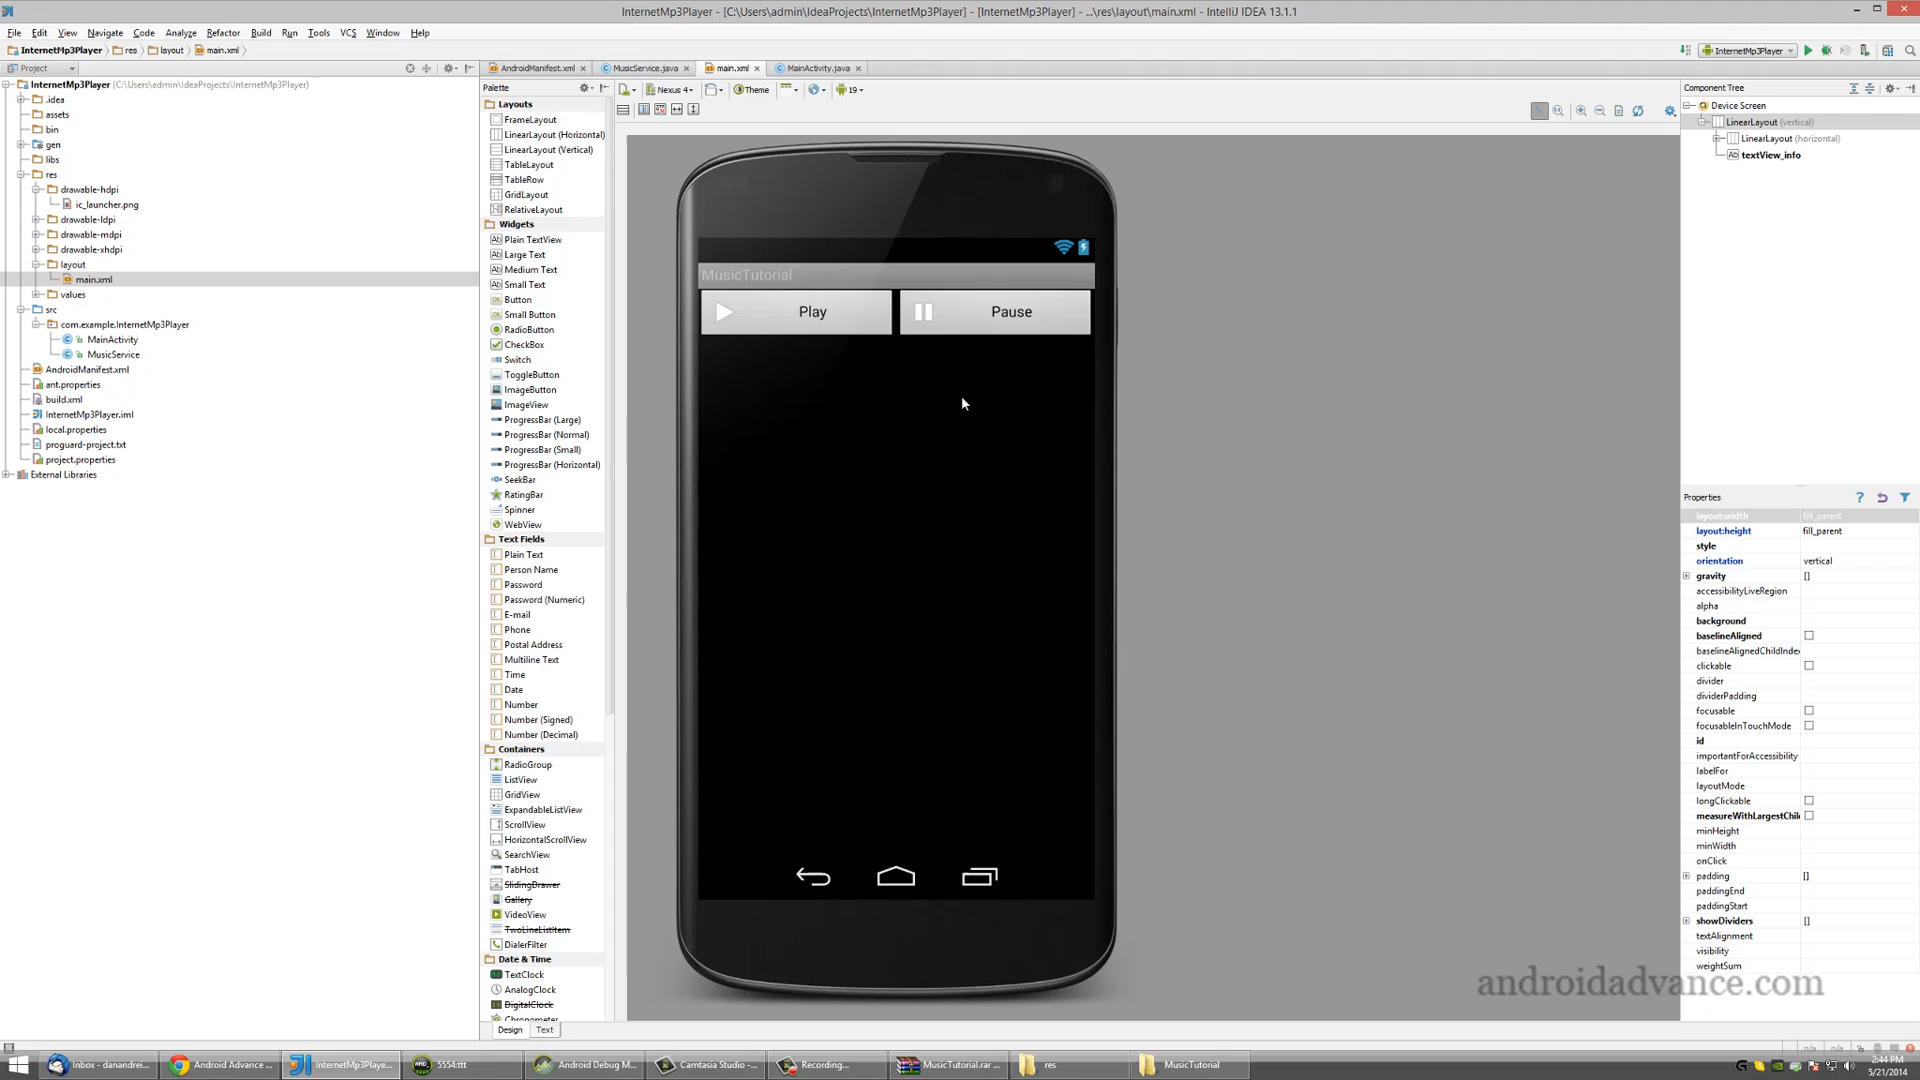 InternetMp3Player - [C:\Users\admin\IdeaProjects\InternetMp3Player] - [InternetMp3Player] - ...\res\layout\main.xml - IntelliJ IDEA 13.1.1
File Edit View Navigate Code Analyze Refactor Build Run Tools VCS Window Help
InternetMp3Player res layout main.xml
InternetMp3Player
Project
AndroidManifest.xml MusicService.java main.xml MainActivity.java
InternetMp3Player (C:\Users\admin\IdeaProjects\InternetMp3Player)
.idea
assets
bin
gen
libs
res
drawable-hdpi
ic_launcher.png
drawable-ldpi
drawable-mdpi
drawable-xhdpi
layout
main.xml
values
src
com.example.InternetMp3Player
MainActivity
MusicService
AndroidManifest.xml
ant.properties
build.xml
InternetMp3Player.iml
local.properties
proguard-project.txt
project.properties
External Libraries
Palette
Layouts
FrameLayout
LinearLayout (Horizontal)
LinearLayout (Vertical)
TableLayout
TableRow
GridLayout
RelativeLayout
Widgets
Plain TextView
Large Text
Medium Text
Small Text
Button
Small Button
RadioButton
CheckBox
Switch
ToggleButton
ImageButton
ImageView
ProgressBar (Large)
ProgressBar (Normal)
ProgressBar (Small)
ProgressBar (Horizontal)
SeekBar
RatingBar
Spinner
WebView
Text Fields
Plain Text
Person Name
Password
Password (Numeric)
E-mail
Phone
Postal Address
Multiline Text
Time
Date
Number
Number (Signed)
Number (Decimal)
Containers
RadioGroup
ListView
GridView
ExpandableListView
ScrollView
HorizontalScrollView
SearchView
TabHost
SlidingDrawer
Gallery
VideoView
TwoLineListItem
DialerFilter
Date & Time
TextClock
AnalogClock
DigitalClock
Chronometer
Design Text
Nexus 4 Theme 19
MusicTutorial
Play Pause
Component Tree
Device Screen
LinearLayout (vertical)
LinearLayout (horizontal)
textView_info
Properties
layout:width fill_parent
layout:height fill_parent
style
orientation vertical
gravity []
accessibilityLiveRegion
alpha
background
baselineAligned
baselineAlignedChildIndex
clickable
divider
dividerPadding
focusable
focusableInTouchMode
id
importantForAccessibility
labelFor
layoutMode
longClickable
measureWithLargestChil
minHeight
minWidth
onClick
padding []
paddingEnd
paddingStart
showDividers []
textAlignment
visibility
weightSum
androidadvance.com
Inbox - danandrei... Android Advance ... InternetMp3Playe... 5554:ttt Android Debug M... Camtasia Studio -... Recording... MusicTutorial.rar ... res MusicTutorial
2:44 PM
5/21/2014